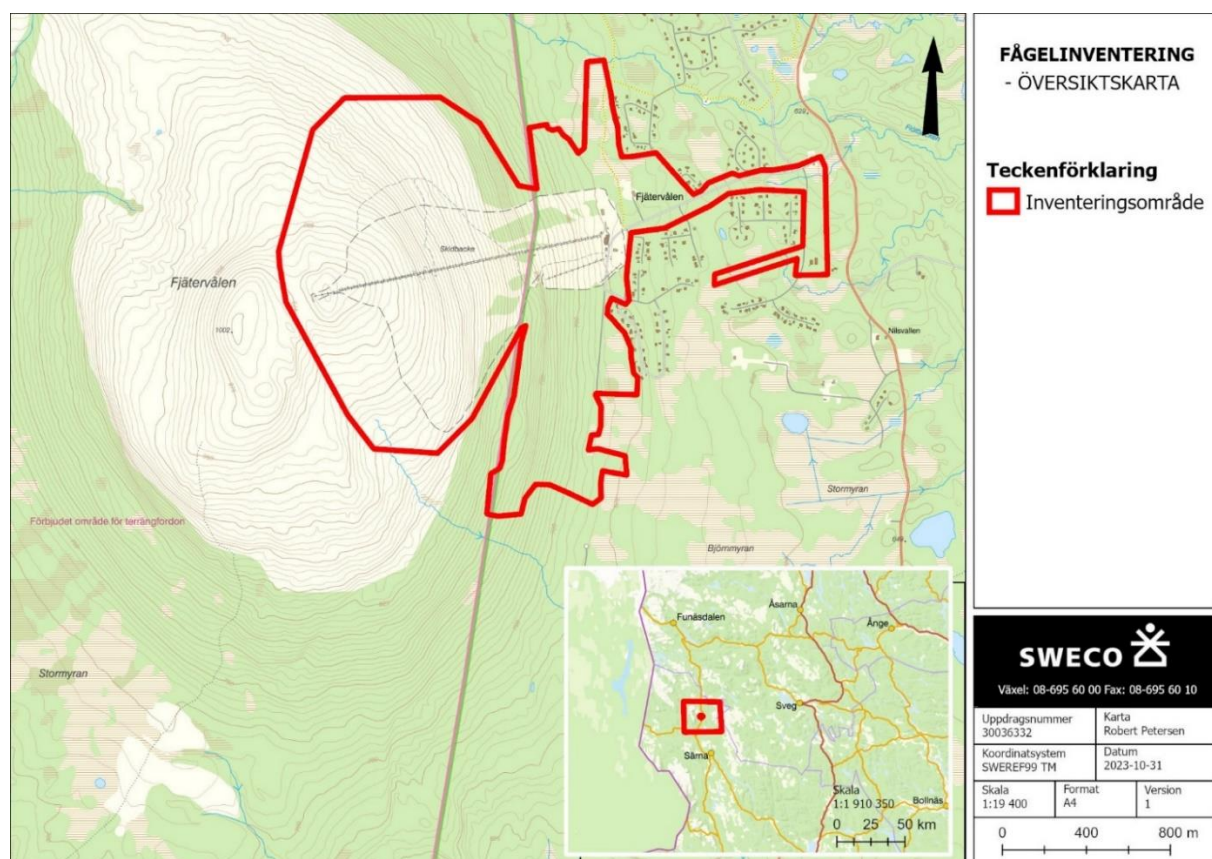 FÅGELINVENTERING
- ÖVERSIKTSKARTA
Teckenförklaring
Inventeringsområde
Fjätervålen
Skidbacke
Fjätervålen
1002
628
Nilsvallen
Stormyran
Björnmyran
Förbjudet område för terrängfordon
Stormyran
Funäsdalen
Åsarna
Ånge
Sveg
Särna
Bollnäs
Skala
1:1 910 350
0 25 50 km
SWECO
Växel: 08-695 60 00 Fax: 08-695 60 10
Uppdragsnummer
30036332
Karta
Robert Petersen
Koordinatsystem
SWEREF99 TM
Datum
2023-10-31
Skala
1:19 400
Format
A4
Version
1
0 400 800 m